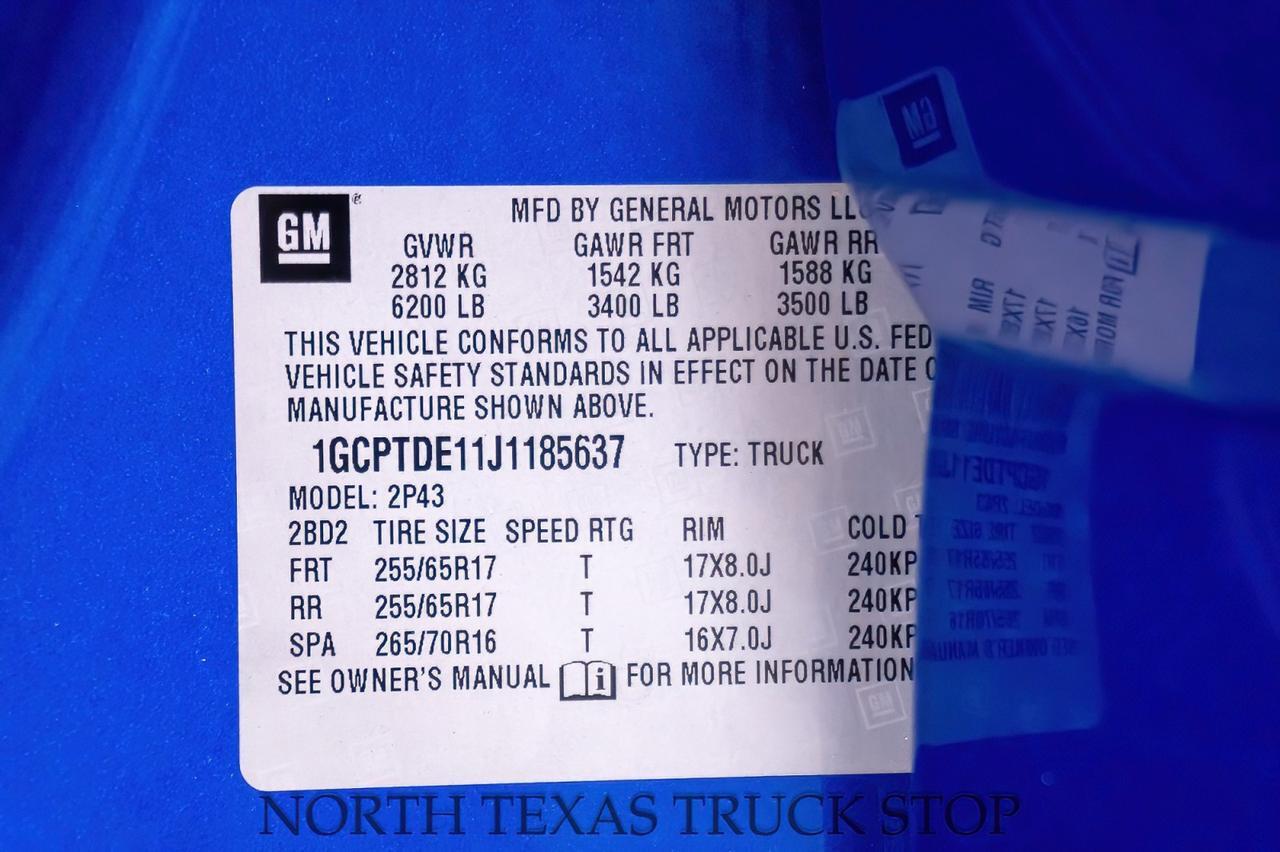 GM
MFD BY GENERAL MOTORS LLC
GVWR GAWR FRT GAWR RR
2812 KG 1542 KG 1588 KG
6200 LB 3400 LB 3500 LB
THIS VEHICLE CONFORMS TO ALL APPLICABLE U.S. FED
VEHICLE SAFETY STANDARDS IN EFFECT ON THE DATE O
MANUFACTURE SHOWN ABOVE.
1GCPTDE11J1185637 TYPE: TRUCK
MODEL: 2P43
2BD2 TIRE SIZE SPEED RTG RIM COLD
FRT 255/65R17 T 17X8.0J 240KP
RR 255/65R17 T 17X8.0J 240KP
SPA 265/70R16 T 16X7.0J 240KP
SEE OWNER'S MANUAL i FOR MORE INFORMATION
NORTH TEXAS TRUCK STOP